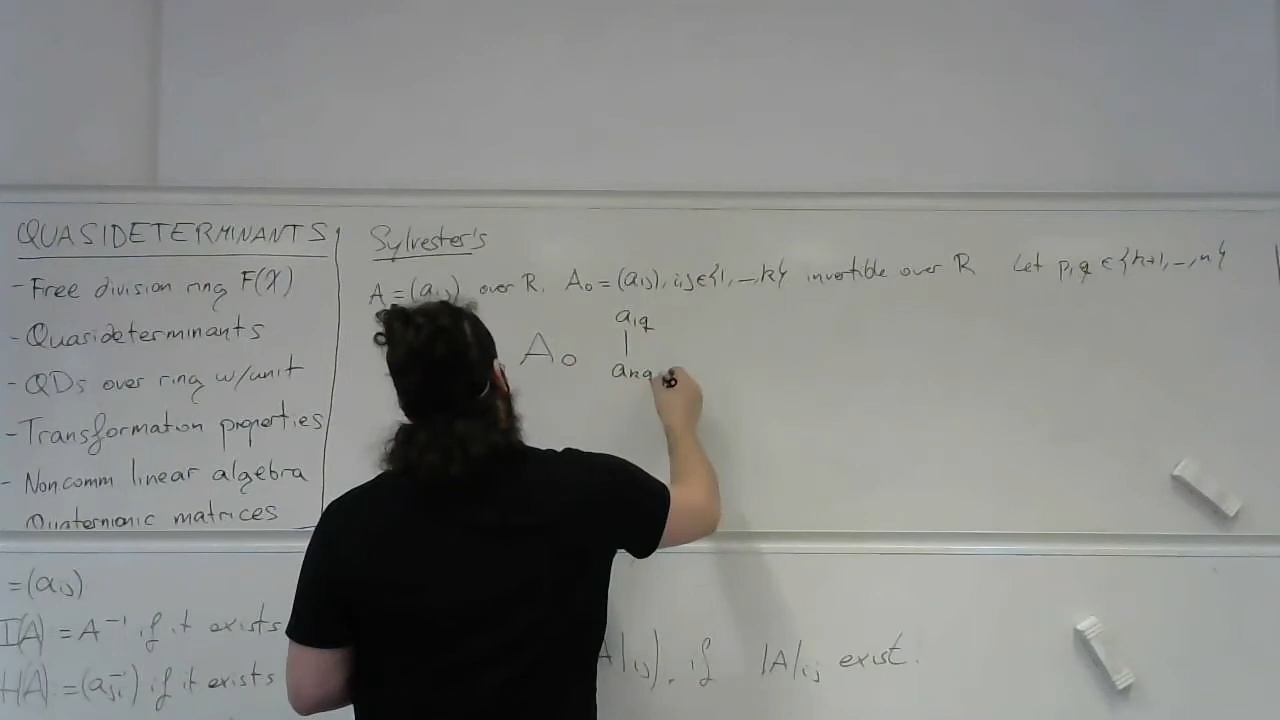 QUASIDETERMINANTS
- Free division ring F(X)
- Quasideterminants
- QDs over ring w/unit
- Transformation properties
- Noncomm linear algebra
Quaternionic matrices
Sylvester's
A = (aij) over R. A0 = (aij), i,j∈{1,-,k} invertible over R Let p,q ∈ {k+1,-,n}
a1q
A0 |
akq
= (aij)
I(A) = A^-1 if it exists
H(A) = (aji^-1) if it exists
A|ij), if |A|ij exist.